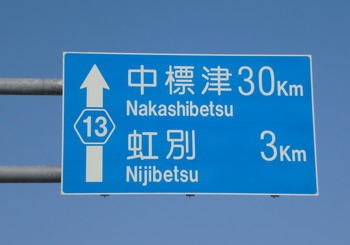 中標津 30Km
Nakashibetsu
13
虹別 3Km
Nijibetsu